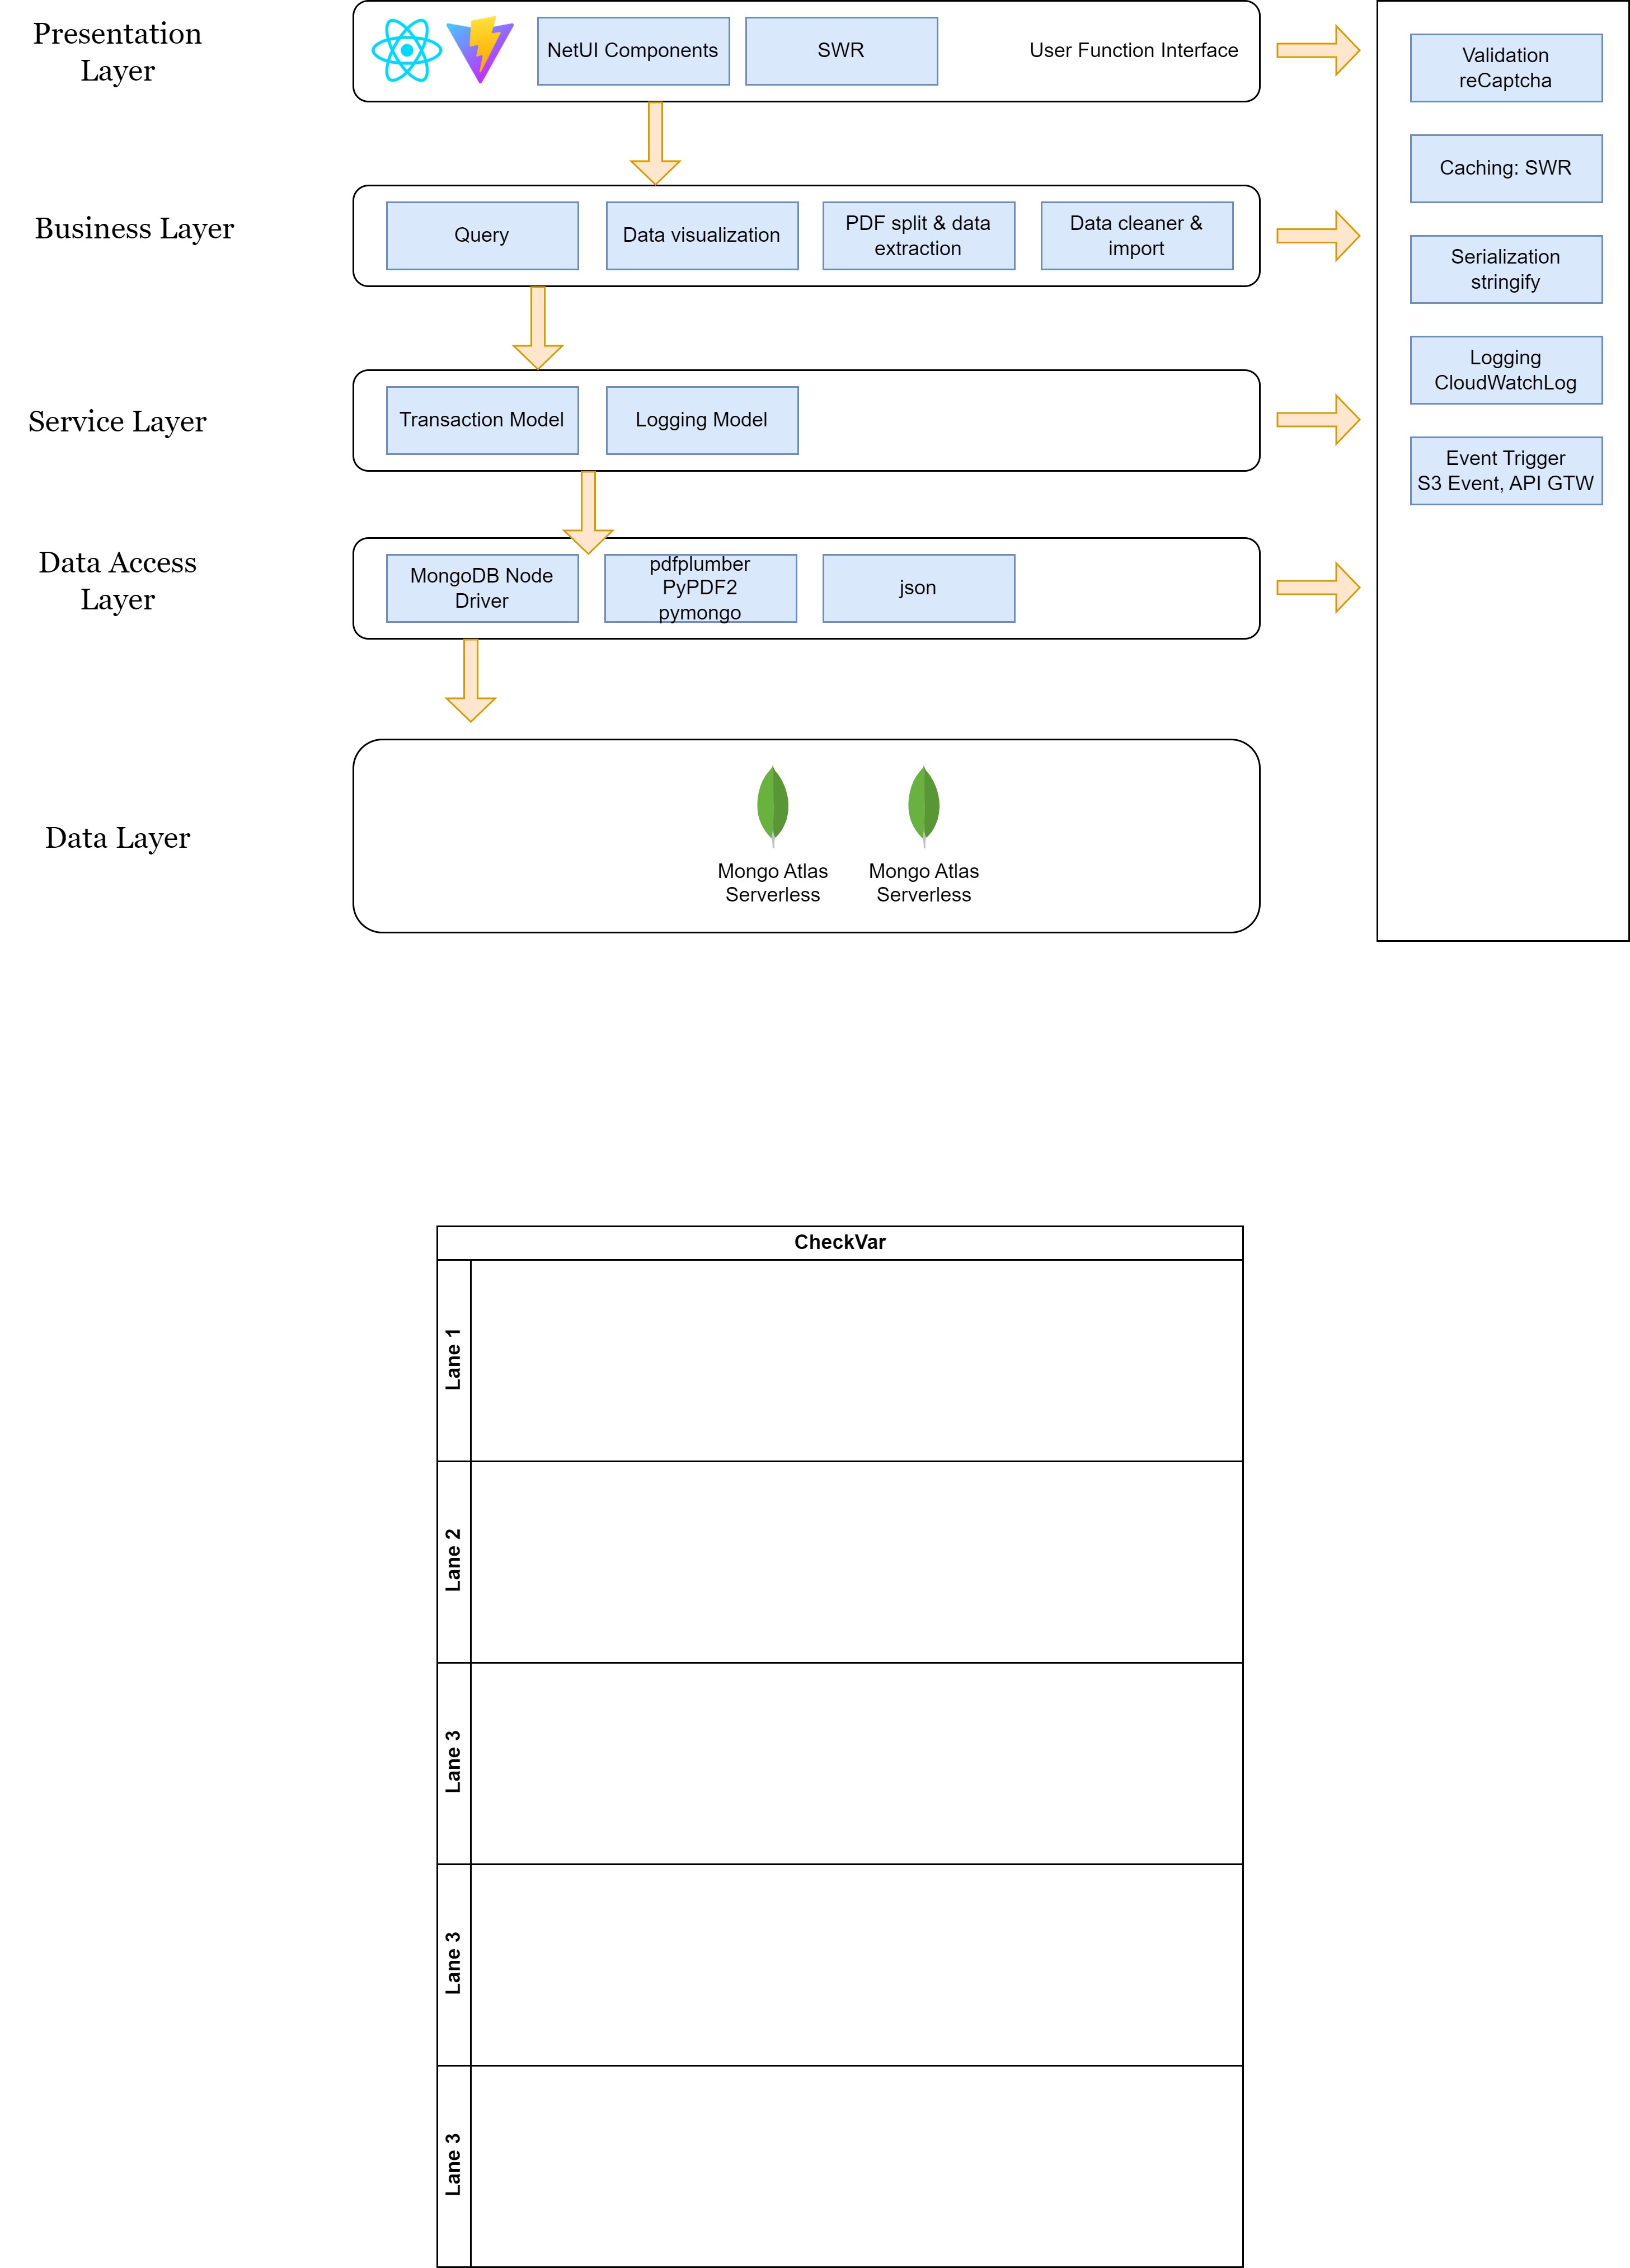 Presentation
Layer
NetUI Components
SWR
User Function Interface
Validation
reCaptcha
Caching: SWR
Serialization
stringify
Logging
CloudWatchLog
Event Trigger
S3 Event, API GTW
Business Layer
Query
Data visualization
PDF split & data
extraction
Data cleaner &
import
Service Layer
Transaction Model
Logging Model
Data Access
Layer
MongoDB Node
Driver
pdfplumber
PyPDF2
pymongo
json
Data Layer
Mongo Atlas
Serverless
Mongo Atlas
Serverless
CheckVar
Lane 1
Lane 2
Lane 3
Lane 3
Lane 3